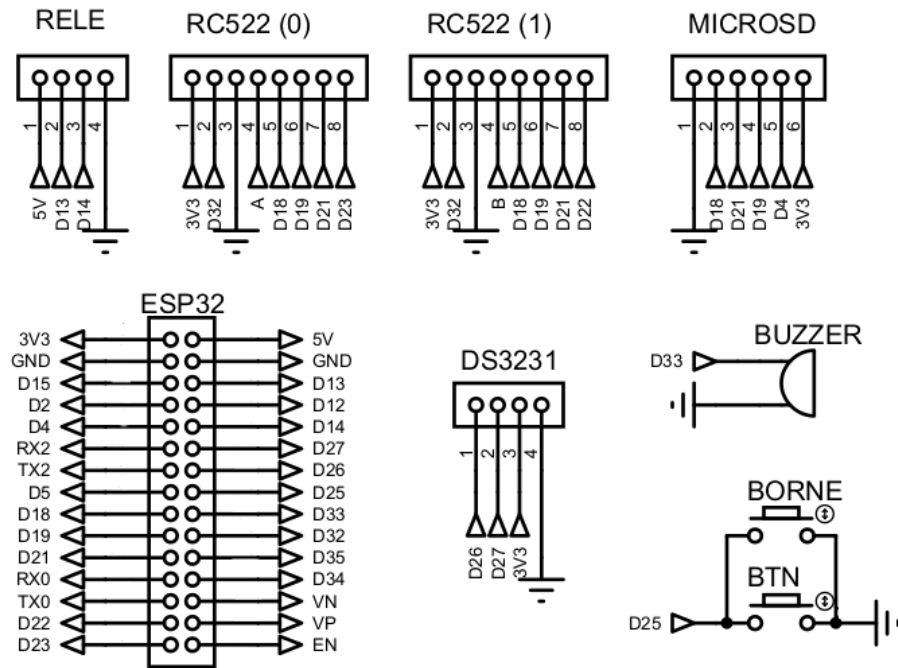 RELE
1 2 3 4
5V D13 D14
RC522 (0)
1 2 3 4 5 6 7 8
3V3 D32 A D18 D19 D21 D23
RC522 (1)
1 2 3 4 5 6 7 8
3V3 D32 B D18 D19 D21 D22
MICROSD
1 2 3 4 5 6
D18 D21 D19 D4 3V3
ESP32
3V3 5V
GND GND
D15 D13
D2 D12
D4 D14
RX2 D27
TX2 D26
D5 D25
D18 D33
D19 D32
D21 D35
RX0 D34
TX0 VN
D22 VP
D23 EN
DS3231
1 2 3 4
D26 D27 3V3
BUZZER
D33
BORNE
BTN
D25